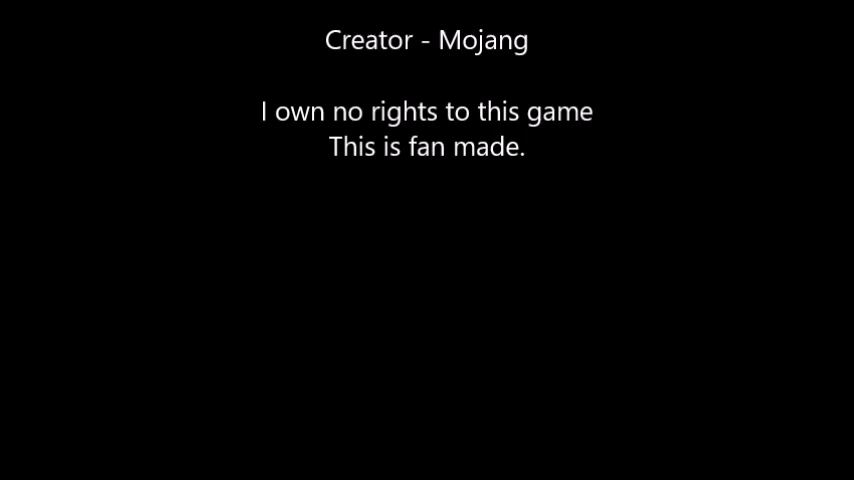 Creator - Mojang
I own no rights to this game
This is fan made.